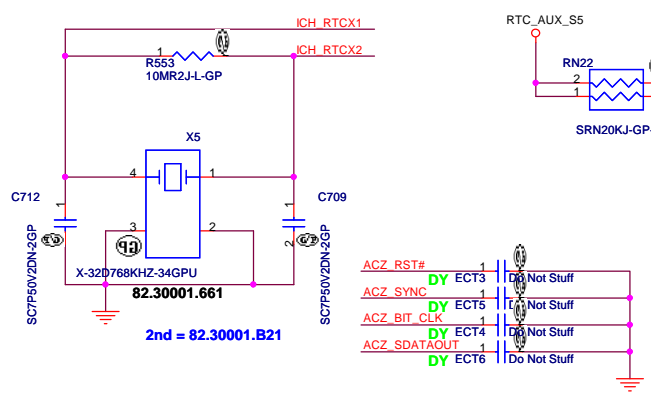 ICH_RTCX1
ICH_RTCX2
1
R553
10MR2J-L-GP
RTC_AUX_S5
RN22
2
1
SRN20KJ-GP-
X5
4
1
C712
1
SC7P50V2DN-2GP
3
2
GP
C709
1
2
SC7P50V2DN-2GP
X-32D768KHZ-34GPU
82.30001.661
2nd = 82.30001.B21
ACZ_RST#
DY ECT3 1 Do Not Stuff
ACZ_SYNC
DY ECT5 1 Do Not Stuff
ACZ_BIT_CLK
DY ECT4 1 Do Not Stuff
ACZ_SDATAOUT
DY ECT6 1 Do Not Stuff